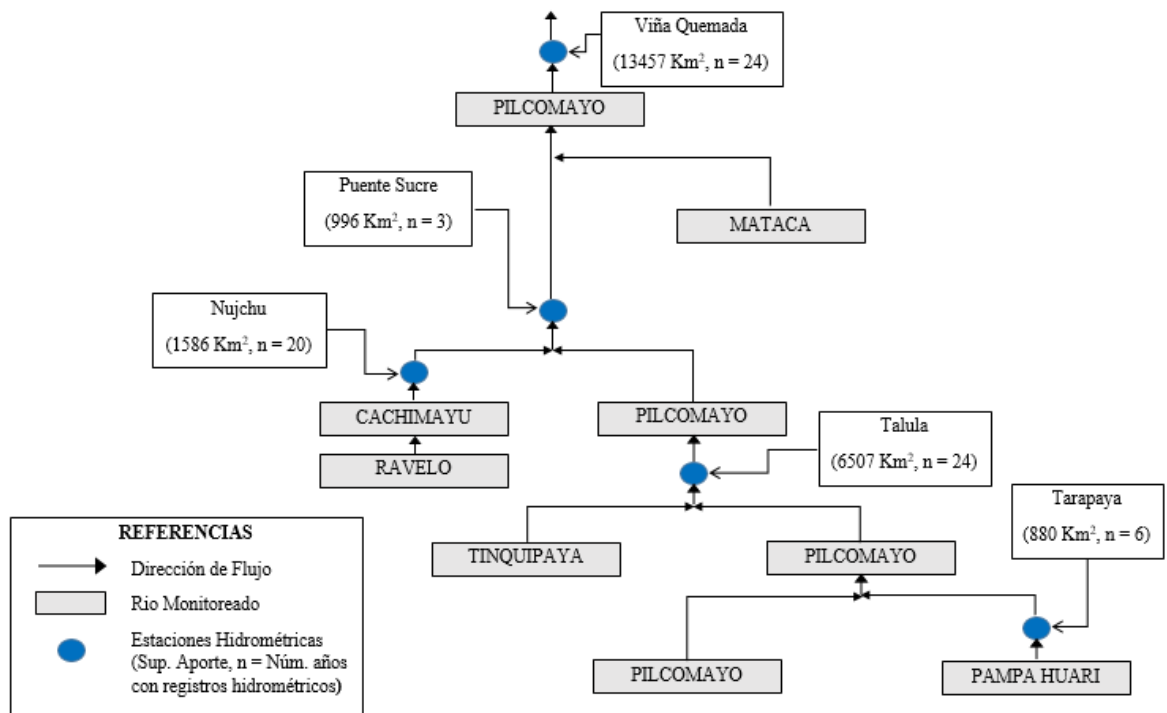 Viña Quemada
(13457 Km², n = 24)
PILCOMAYO
Puente Sucre
(996 Km², n = 3)
MATACA
Nujchu
(1586 Km², n = 20)
CACHIMAYU
RAVELO
PILCOMAYO
Talula
(6507 Km², n = 24)
Tarapaya
(880 Km², n = 6)
TINQUIPAYA
PILCOMAYO
PILCOMAYO
PAMPA HUARI
REFERENCIAS
Dirección de Flujo
Rio Monitoreado
Estaciones Hidrométricas
(Sup. Aporte, n = Núm. años
con registros hidrométricos)